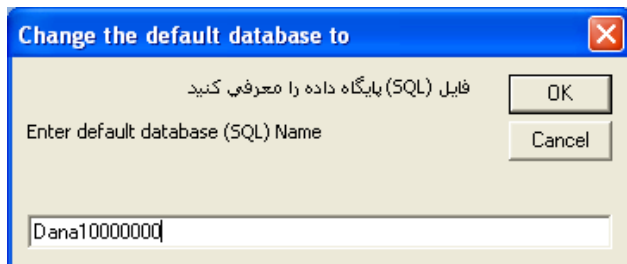 Change the default database to
فایل (SQL) پایگاه داده را معرفي کنید
OK
Enter default database (SQL) Name
Cancel
Dana10000000